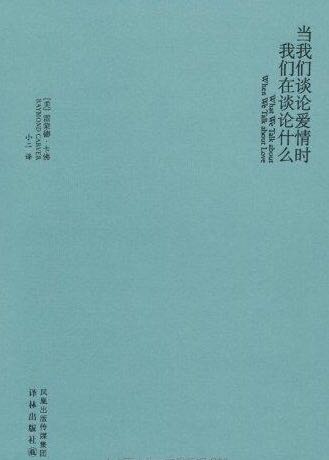 当我们谈论爱情时
我们在谈论什么
What We Talk about
When We Talk about Love
[美] 雷蒙德·卡佛
RAYMOND CARVER
小二 译
凤凰出版传媒集团
译林出版社